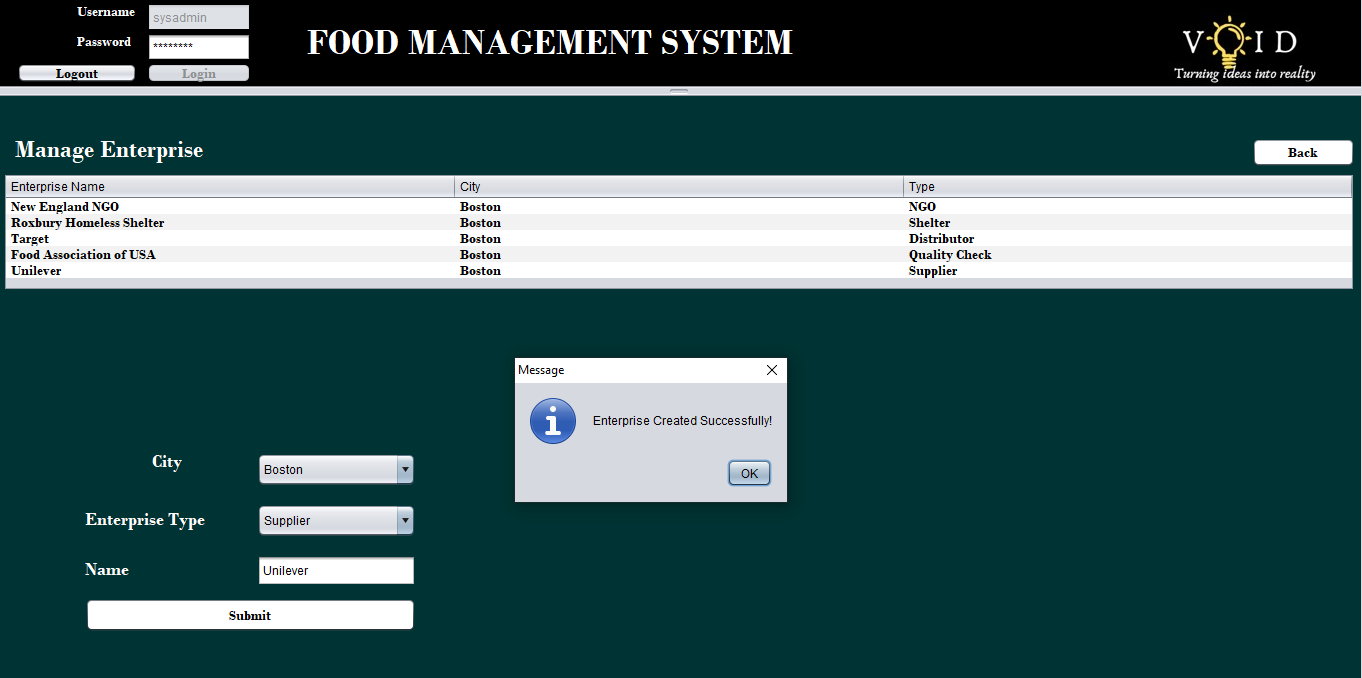 Username sysadmin
Password ********
Logout Login
FOOD MANAGEMENT SYSTEM
VOID
Turning ideas into reality
Manage Enterprise
Back
Enterprise Name City Type
New England NGO Boston NGO
Roxbury Homeless Shelter Boston Shelter
Target Boston Distributor
Food Association of USA Boston Quality Check
Unilever Boston Supplier
Message
Enterprise Created Successfully!
OK
City Boston
Enterprise Type Supplier
Name Unilever
Submit